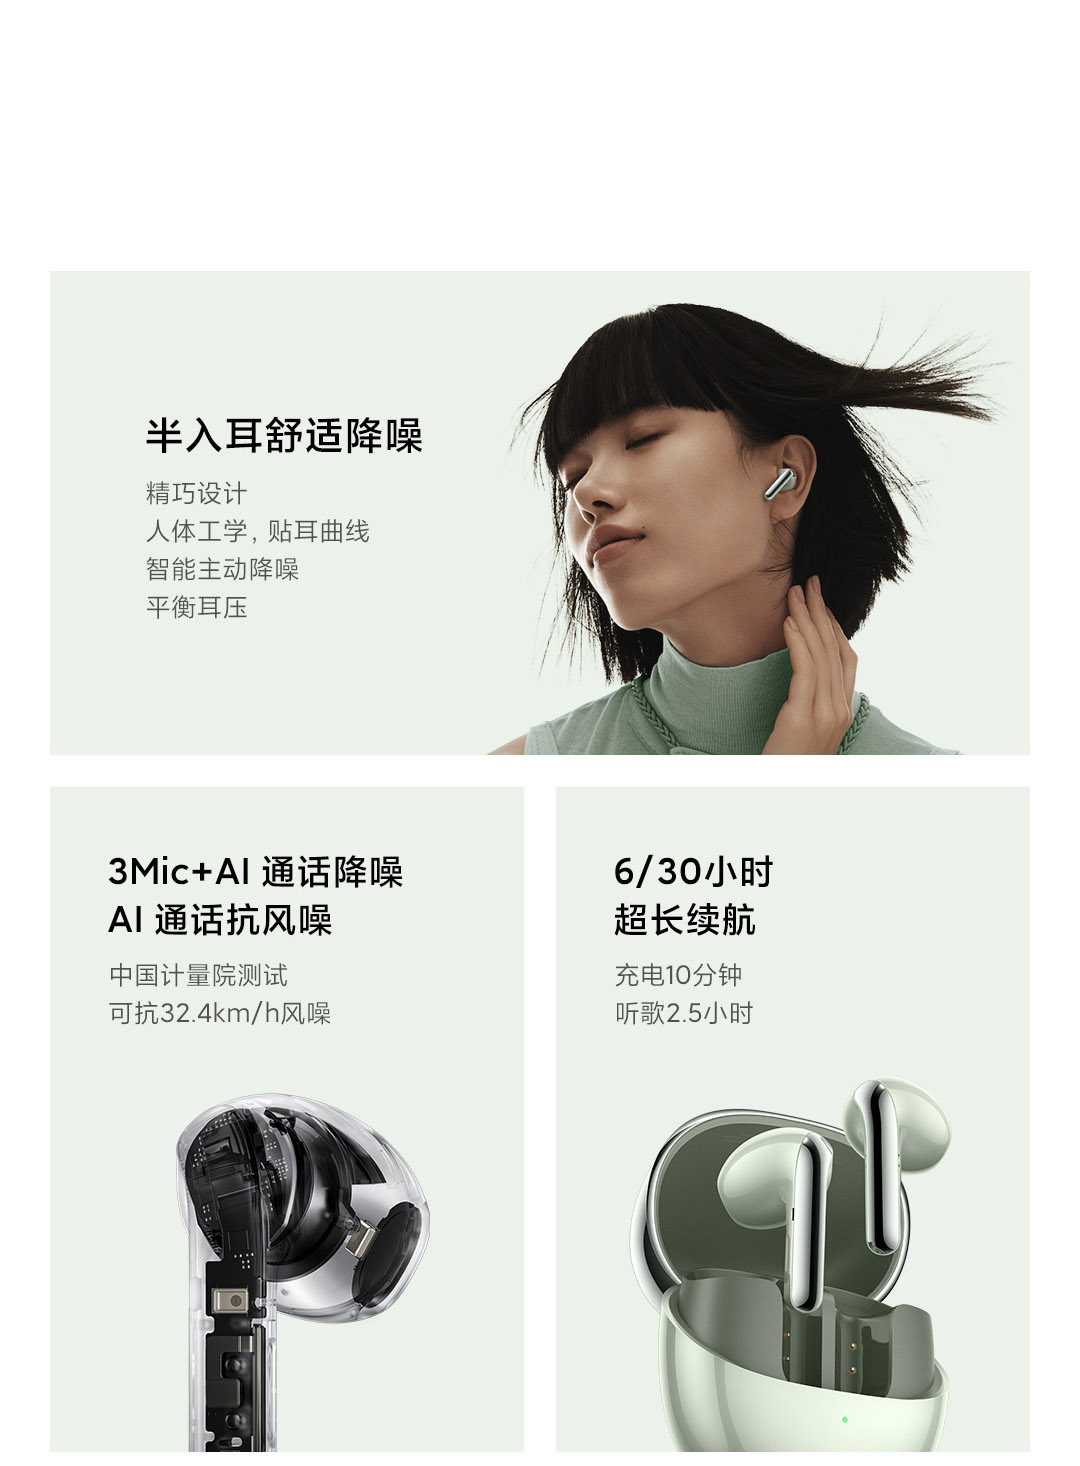 半入耳舒适降噪
精巧设计
人体工学，贴耳曲线
智能主动降噪
平衡耳压
3Mic+AI 通话降噪
AI 通话抗风噪
中国计量院测试
可抗32.4km/h风噪
6/30小时
超长续航
充电10分钟
听歌2.5小时